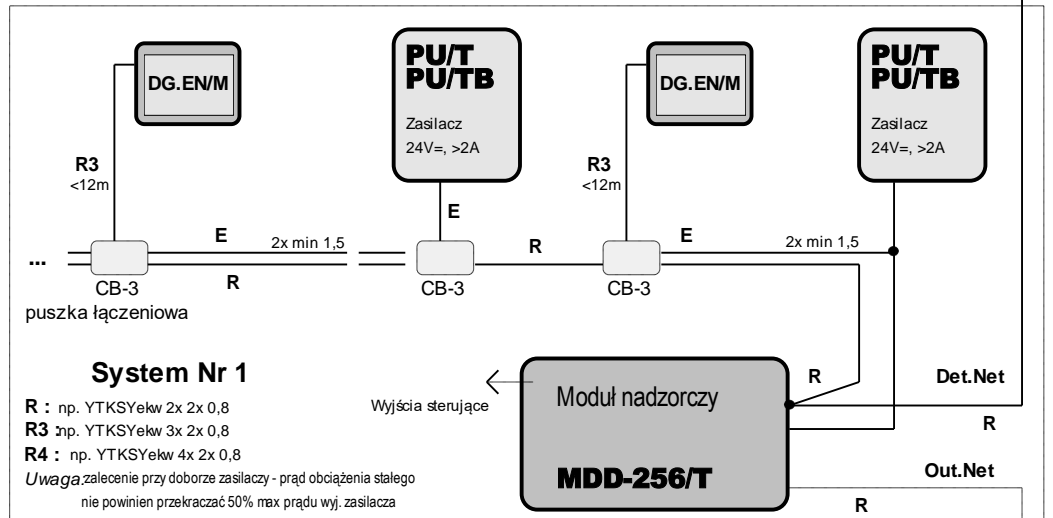 DG.EN/M
PU/T
PU/TB
Zasilacz
24V=, >2A
DG.EN/M
PU/T
PU/TB
Zasilacz
24V=, >2A
R3
<12m
R3
<12m
E
E
2x min 1,5
R
E
2x min 1,5
...
R
CB-3
CB-3
CB-3
puszka łączeniowa
System Nr 1
R : np. YTKSYekw 2x 2x 0,8
R3 :np. YTKSYekw 3x 2x 0,8
R4 : np. YTKSYekw 4x 2x 0,8
Uwaga:zalecenie przy doborze zasilaczy - prąd obciążenia stałego
nie powinien przekraczać 50% max prądu wyj. zasilacza
Wyjścia sterujące
Moduł nadzorczy
MDD-256/T
R
Det.Net
R
Out.Net
R